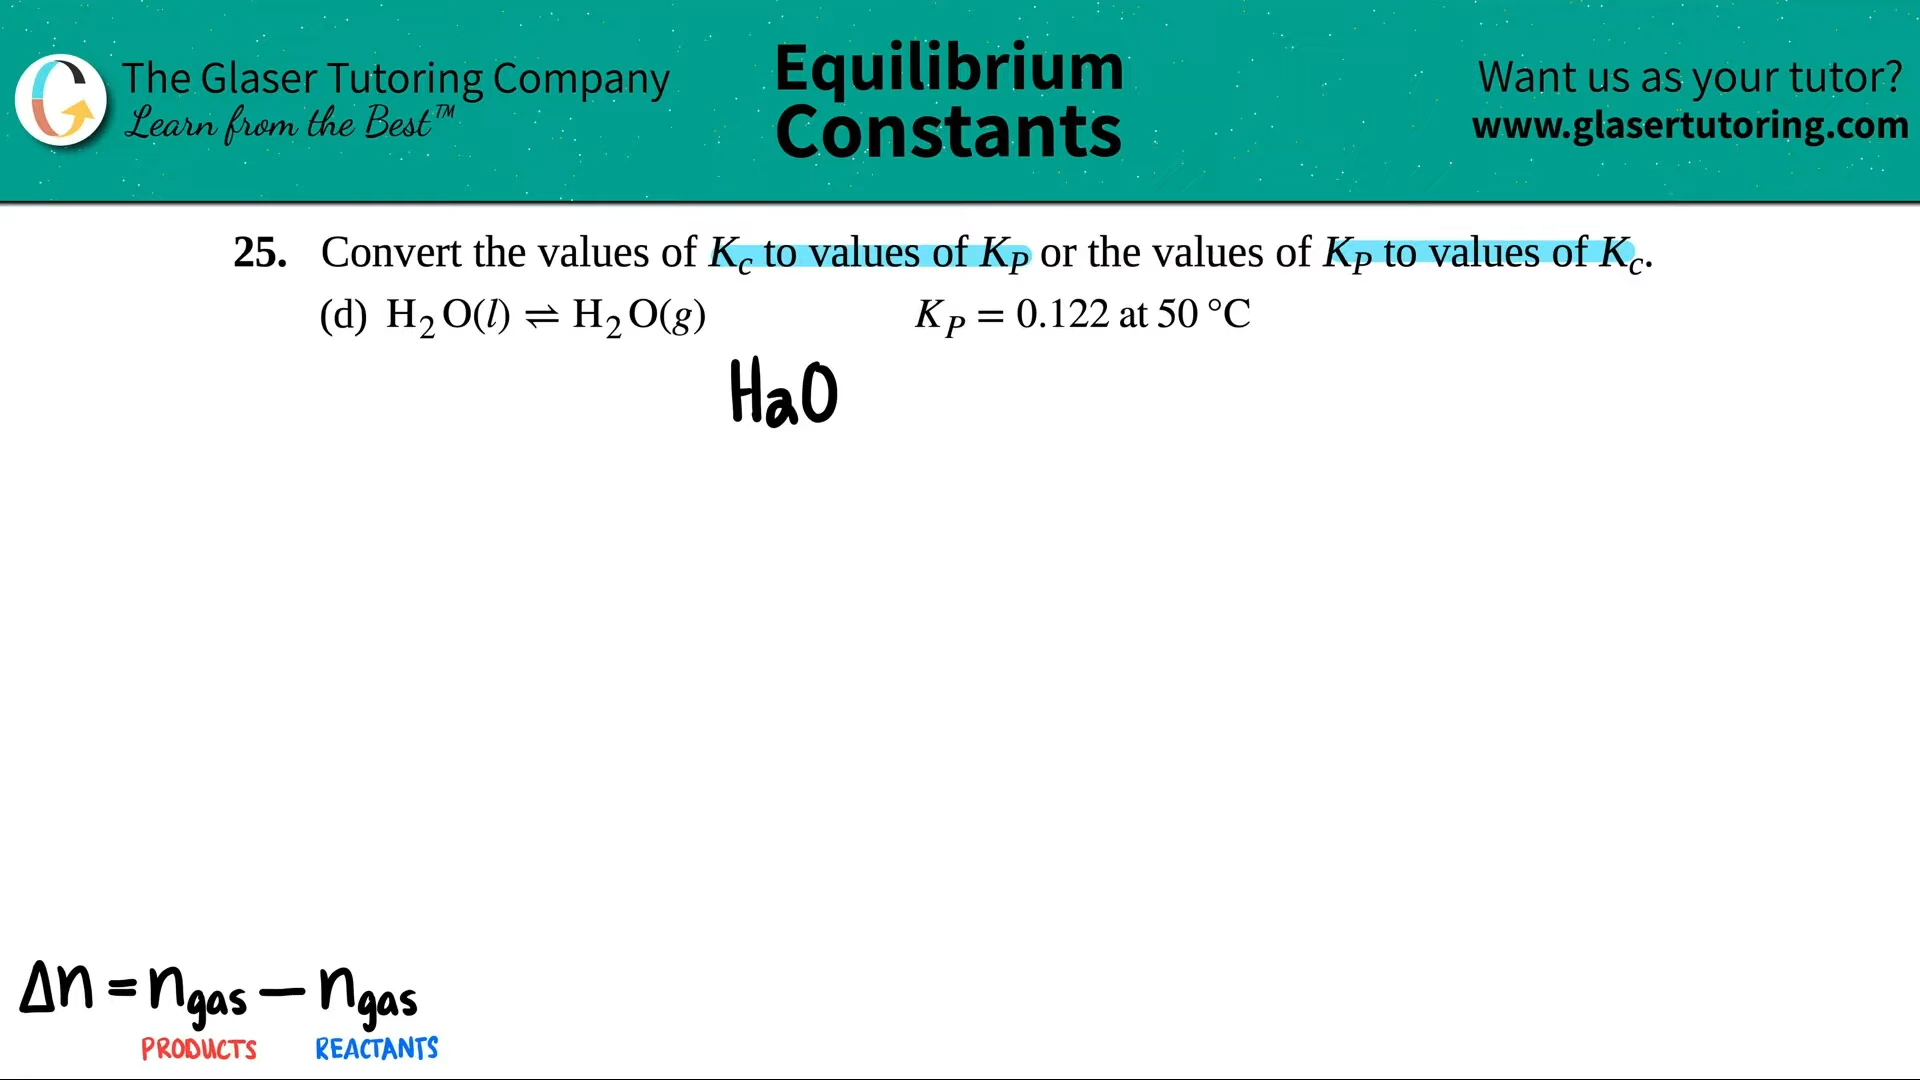 The Glaser Tutoring Company
Learn from the Best™
Equilibrium
Constants
Want us as your tutor?
www.glasertutoring.com
25. Convert the values of K_c to values of K_P or the values of K_P to values of K_c.
(d) H₂O(l) ⇌ H₂O(g) K_P = 0.122 at 50 °C
H₂O
Δn = n_gas − n_gas
PRODUCTS REACTANTS